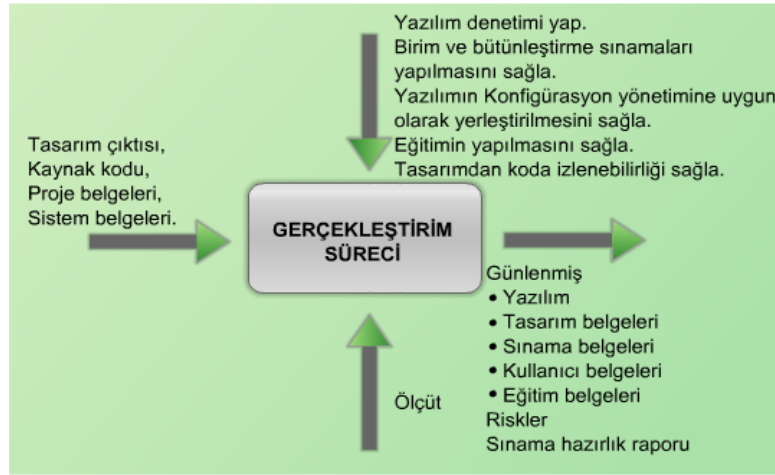 Yazılım denetimi yap.
Birim ve bütünleştirme sınamaları
yapılmasını sağla.
Yazılımın Konfigürasyon yönetimine uygun
olarak yerleştirilmesini sağla.
Eğitimin yapılmasını sağla.
Tasarımdan koda izlenebilirliği sağla.
Tasarım çıktısı,
Kaynak kodu,
Proje belgeleri,
Sistem belgeleri.
GERÇEKLEŞTİRİM
SÜRECİ
Günlenmiş
• Yazılım
• Tasarım belgeleri
• Sınama belgeleri
• Kullanıcı belgeleri
• Eğitim belgeleri
Riskler
Sınama hazırlık raporu
Ölçüt